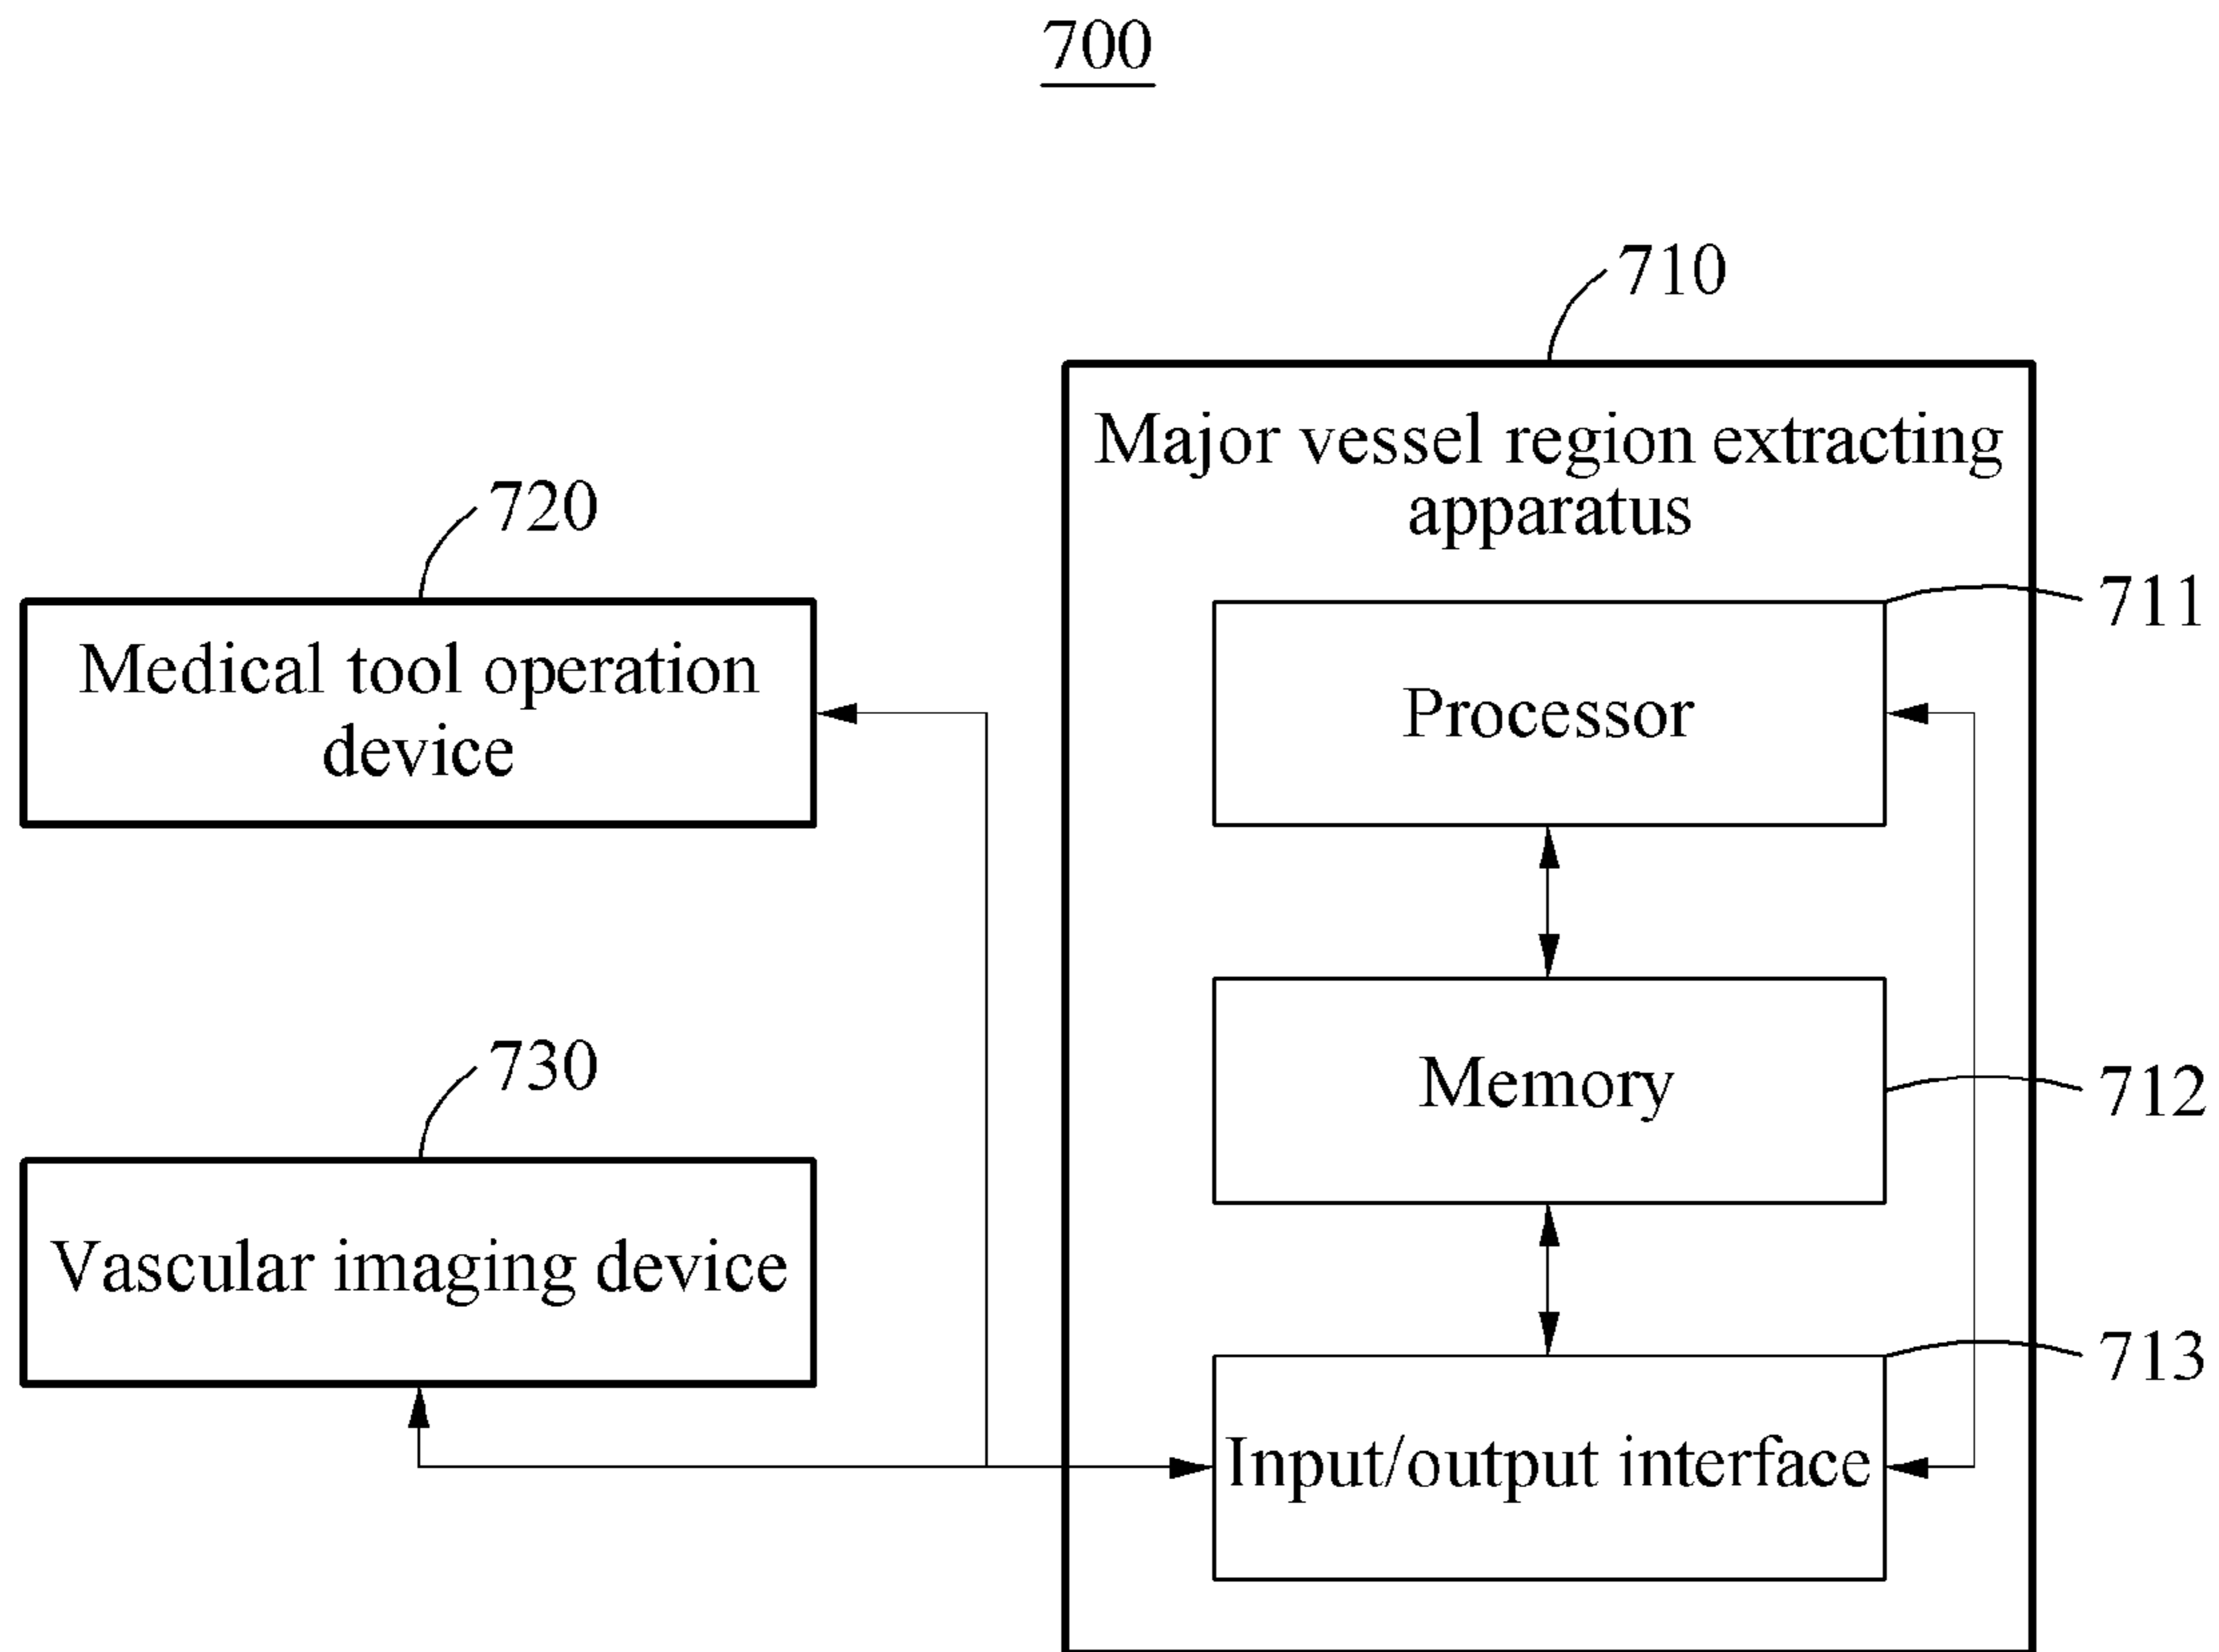 700
710
Major vessel region extracting
apparatus
720
711
Medical tool operation
device
Processor
730
712
Memory
Vascular imaging device
713
Input/output interface